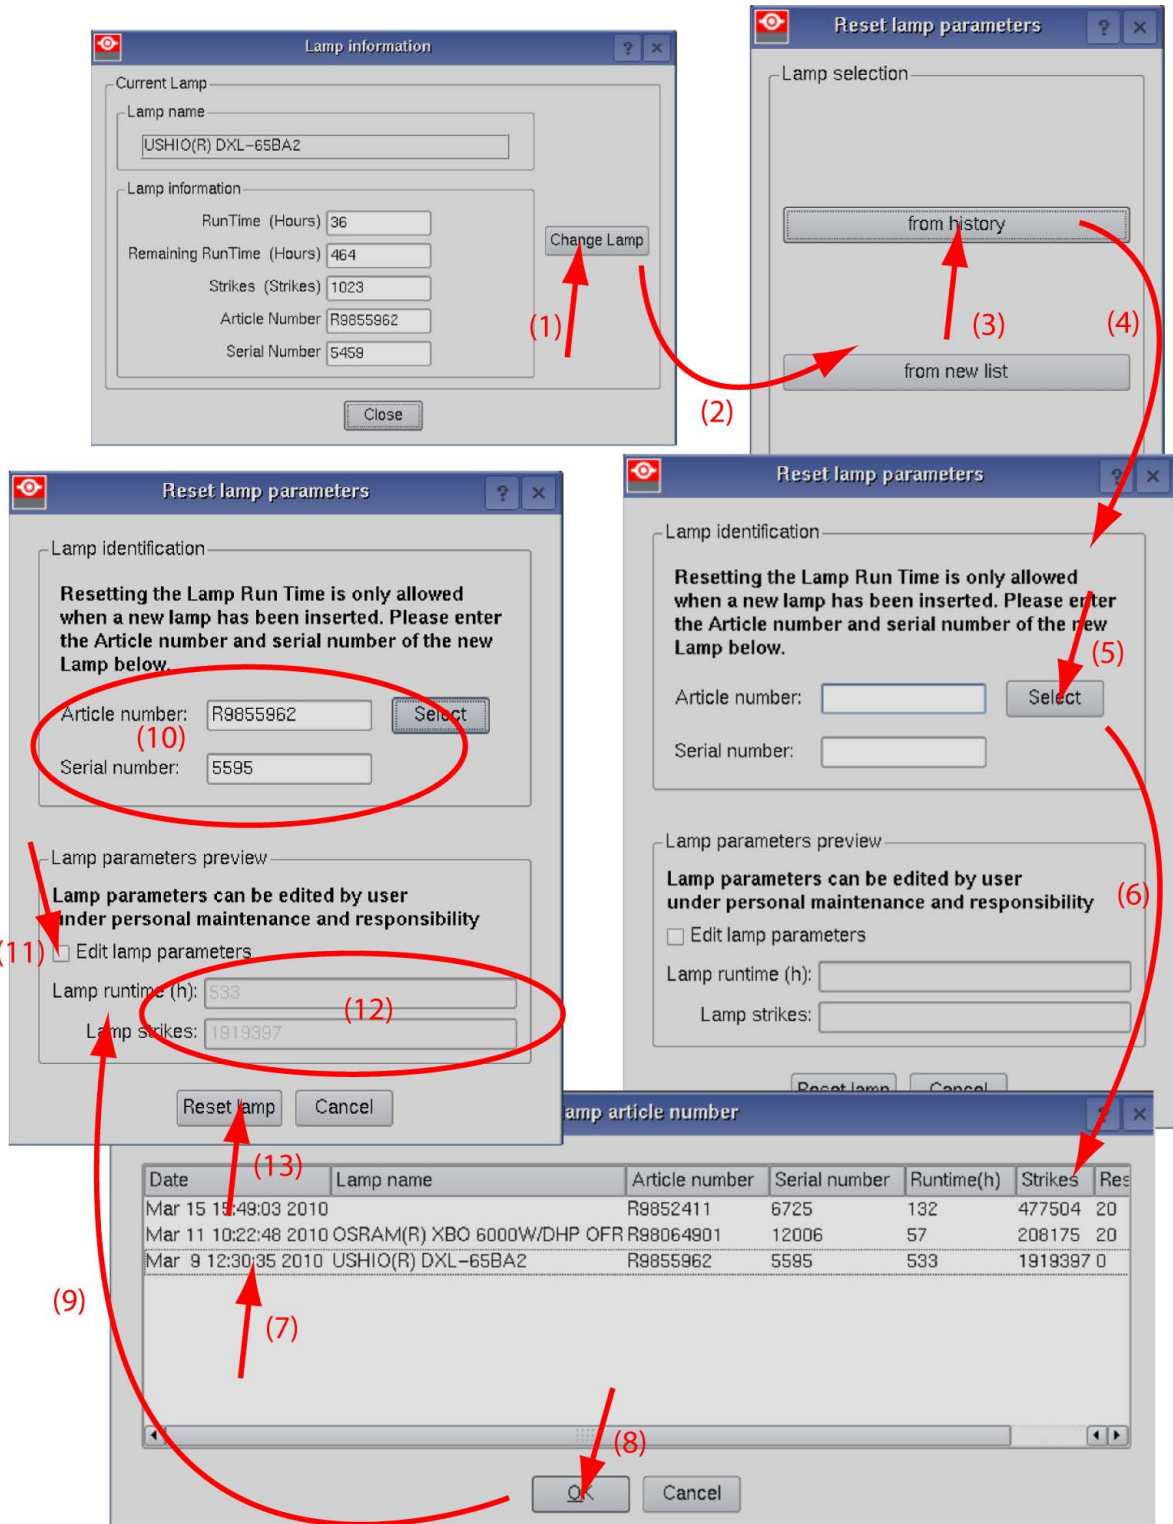 Lamp information
? ×
Current Lamp
Lamp name
USHIO(R) DXL-65BA2
Lamp information
RunTime (Hours) 36
Remaining RunTime (Hours) 464
Strikes (Strikes) 1023
Article Number R9855962
Serial Number 5459
Change Lamp
(1)
Close
(2)
Reset lamp parameters
? ×
Lamp selection
from history
(3)
(4)
from new list
Reset lamp parameters
? ×
Lamp identification
Resetting the Lamp Run Time is only allowed
when a new lamp has been inserted. Please enter
the Article number and serial number of the new
Lamp below.
(5)
Article number: Select
Serial number:
Lamp parameters preview
Lamp parameters can be edited by user
under personal maintenance and responsibility
(6)
Edit lamp parameters
Lamp runtime (h):
Lamp strikes:
Reset lamp Cancel
Reset lamp parameters
? ×
Lamp identification
Resetting the Lamp Run Time is only allowed
when a new lamp has been inserted. Please enter
the Article number and serial number of the new
Lamp below.
Article number: R9855962 Select
(10)
Serial number: 5595
Lamp parameters preview
Lamp parameters can be edited by user
under personal maintenance and responsibility
(11) Edit lamp parameters
Lamp runtime (h): 533
(12)
Lamp strikes: 1919397
Reset lamp Cancel
(13)
lamp article number
? ×
Date Lamp name Article number Serial number Runtime(h) Strikes Res
Mar 15 15:49:03 2010 R9852411 6725 132 477504 20
Mar 11 10:22:48 2010 OSRAM(R) XBO 6000W/DHP OFR R98064901 12006 57 208175 20
Mar 9 12:30:35 2010 USHIO(R) DXL-65BA2 R9855962 5595 533 1919397 0
(9)
(7)
(8)
OK Cancel